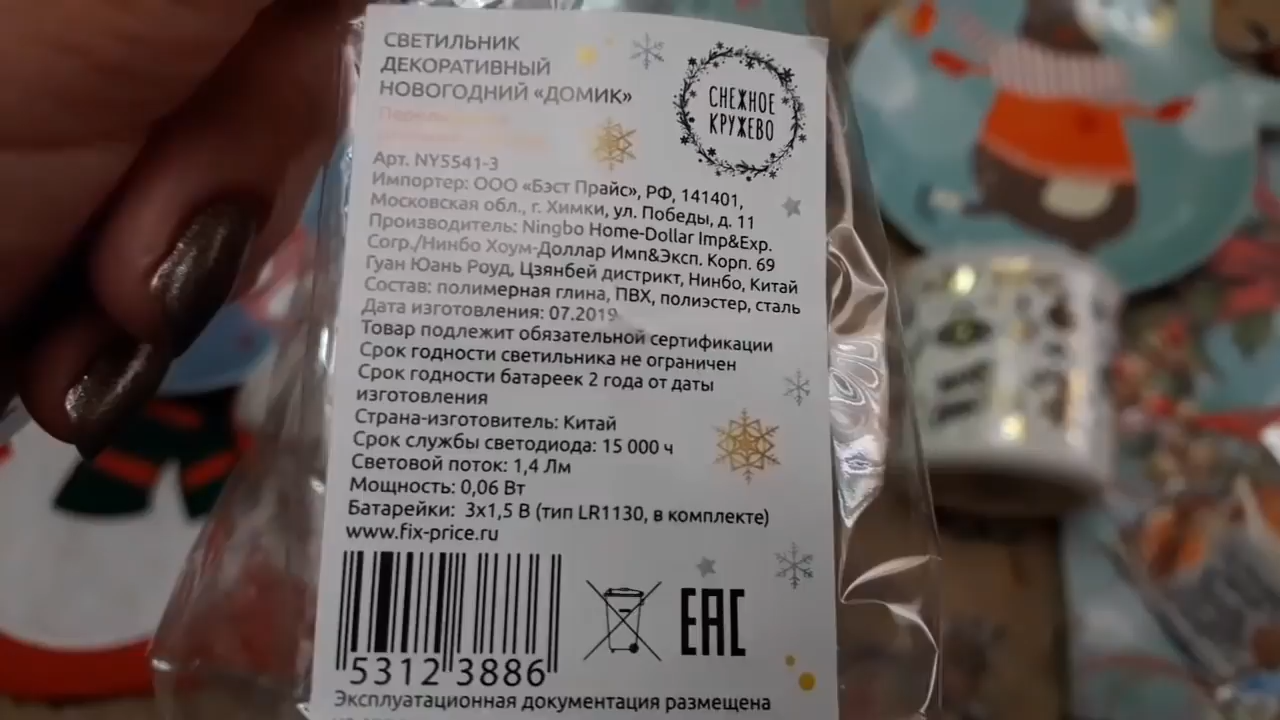 СВЕТИЛЬНИК
ДЕКОРАТИВНЫЙ
НОВОГОДНИЙ «ДОМИК»
СНЕЖНОЕ
КРУЖЕВО
Арт. NY5541-3
Импортер: ООО «Бэст Прайс», РФ, 141401,
Московская обл., г. Химки, ул. Победы, д. 11
Производитель: Ningbo Home-Dollar Imp&Exp.
Corp./Нинбо Хоум-Доллар Имп&Эксп. Корп. 69
Гуан Юань Роуд, Цзянбей дистрикт, Нинбо, Китай
Состав: полимерная глина, ПВХ, полиэстер, сталь
Дата изготовления: 07.2019
Товар подлежит обязательной сертификации
Срок годности светильника не ограничен
Срок годности батареек 2 года от даты
изготовления
Страна-изготовитель: Китай
Срок службы светодиода: 15 000 ч
Световой поток: 1,4 Лм
Мощность: 0,06 Вт
Батарейки: 3х1,5 В (тип LR1130, в комплекте)
www.fix-price.ru
5312 3886
EAC
Эксплуатационная документация размещена